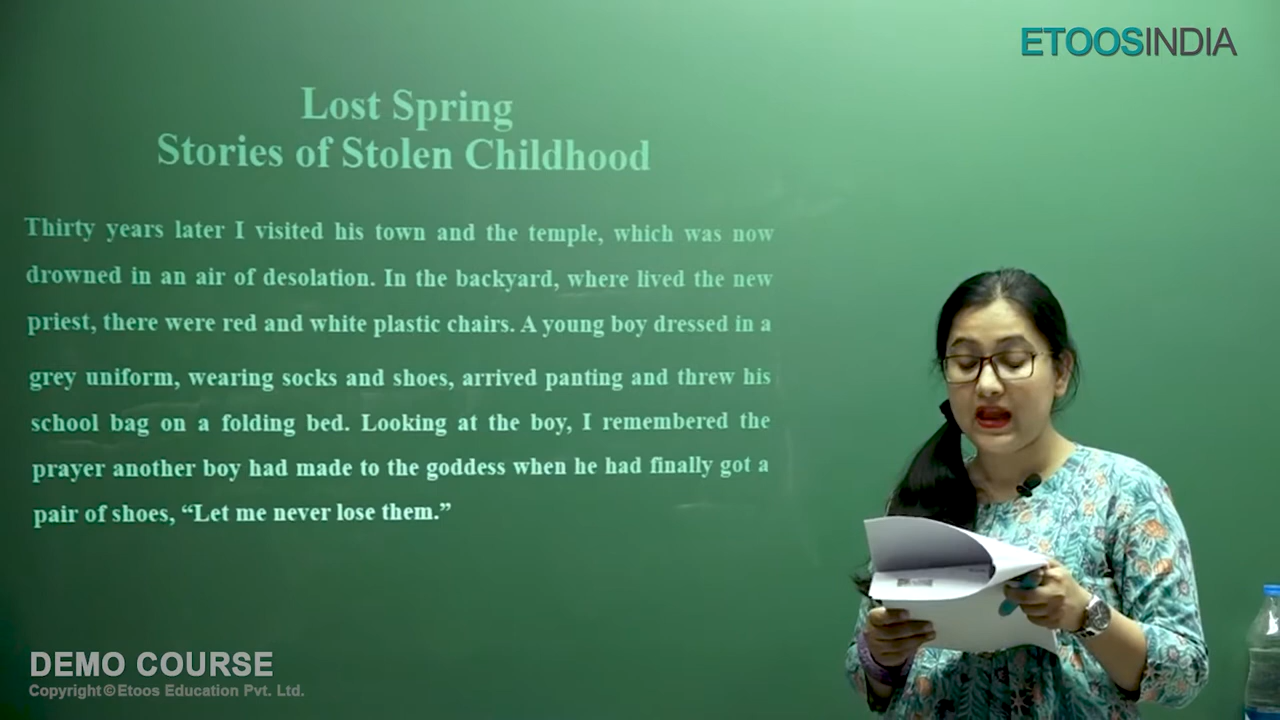 ETOOSINDIA
Lost Spring
Stories of Stolen Childhood
Thirty years later I visited his town and the temple, which was now
drowned in an air of desolation. In the backyard, where lived the new
priest, there were red and white plastic chairs. A young boy dressed in a
grey uniform, wearing socks and shoes, arrived panting and threw his
school bag on a folding bed. Looking at the boy, I remembered the
prayer another boy had made to the goddess when he had finally got a
pair of shoes, “Let me never lose them.”
DEMO COURSE
Copyright © Etoos Education Pvt. Ltd.